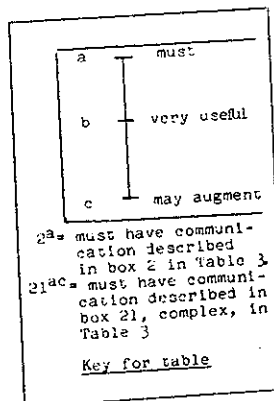 a must
b very useful
c may augment
2a= must have communi-
cation described
in box 2 in Table 3
21ac= must have communi-
cation described in
box 21, complex, in
Table 3
Key for table